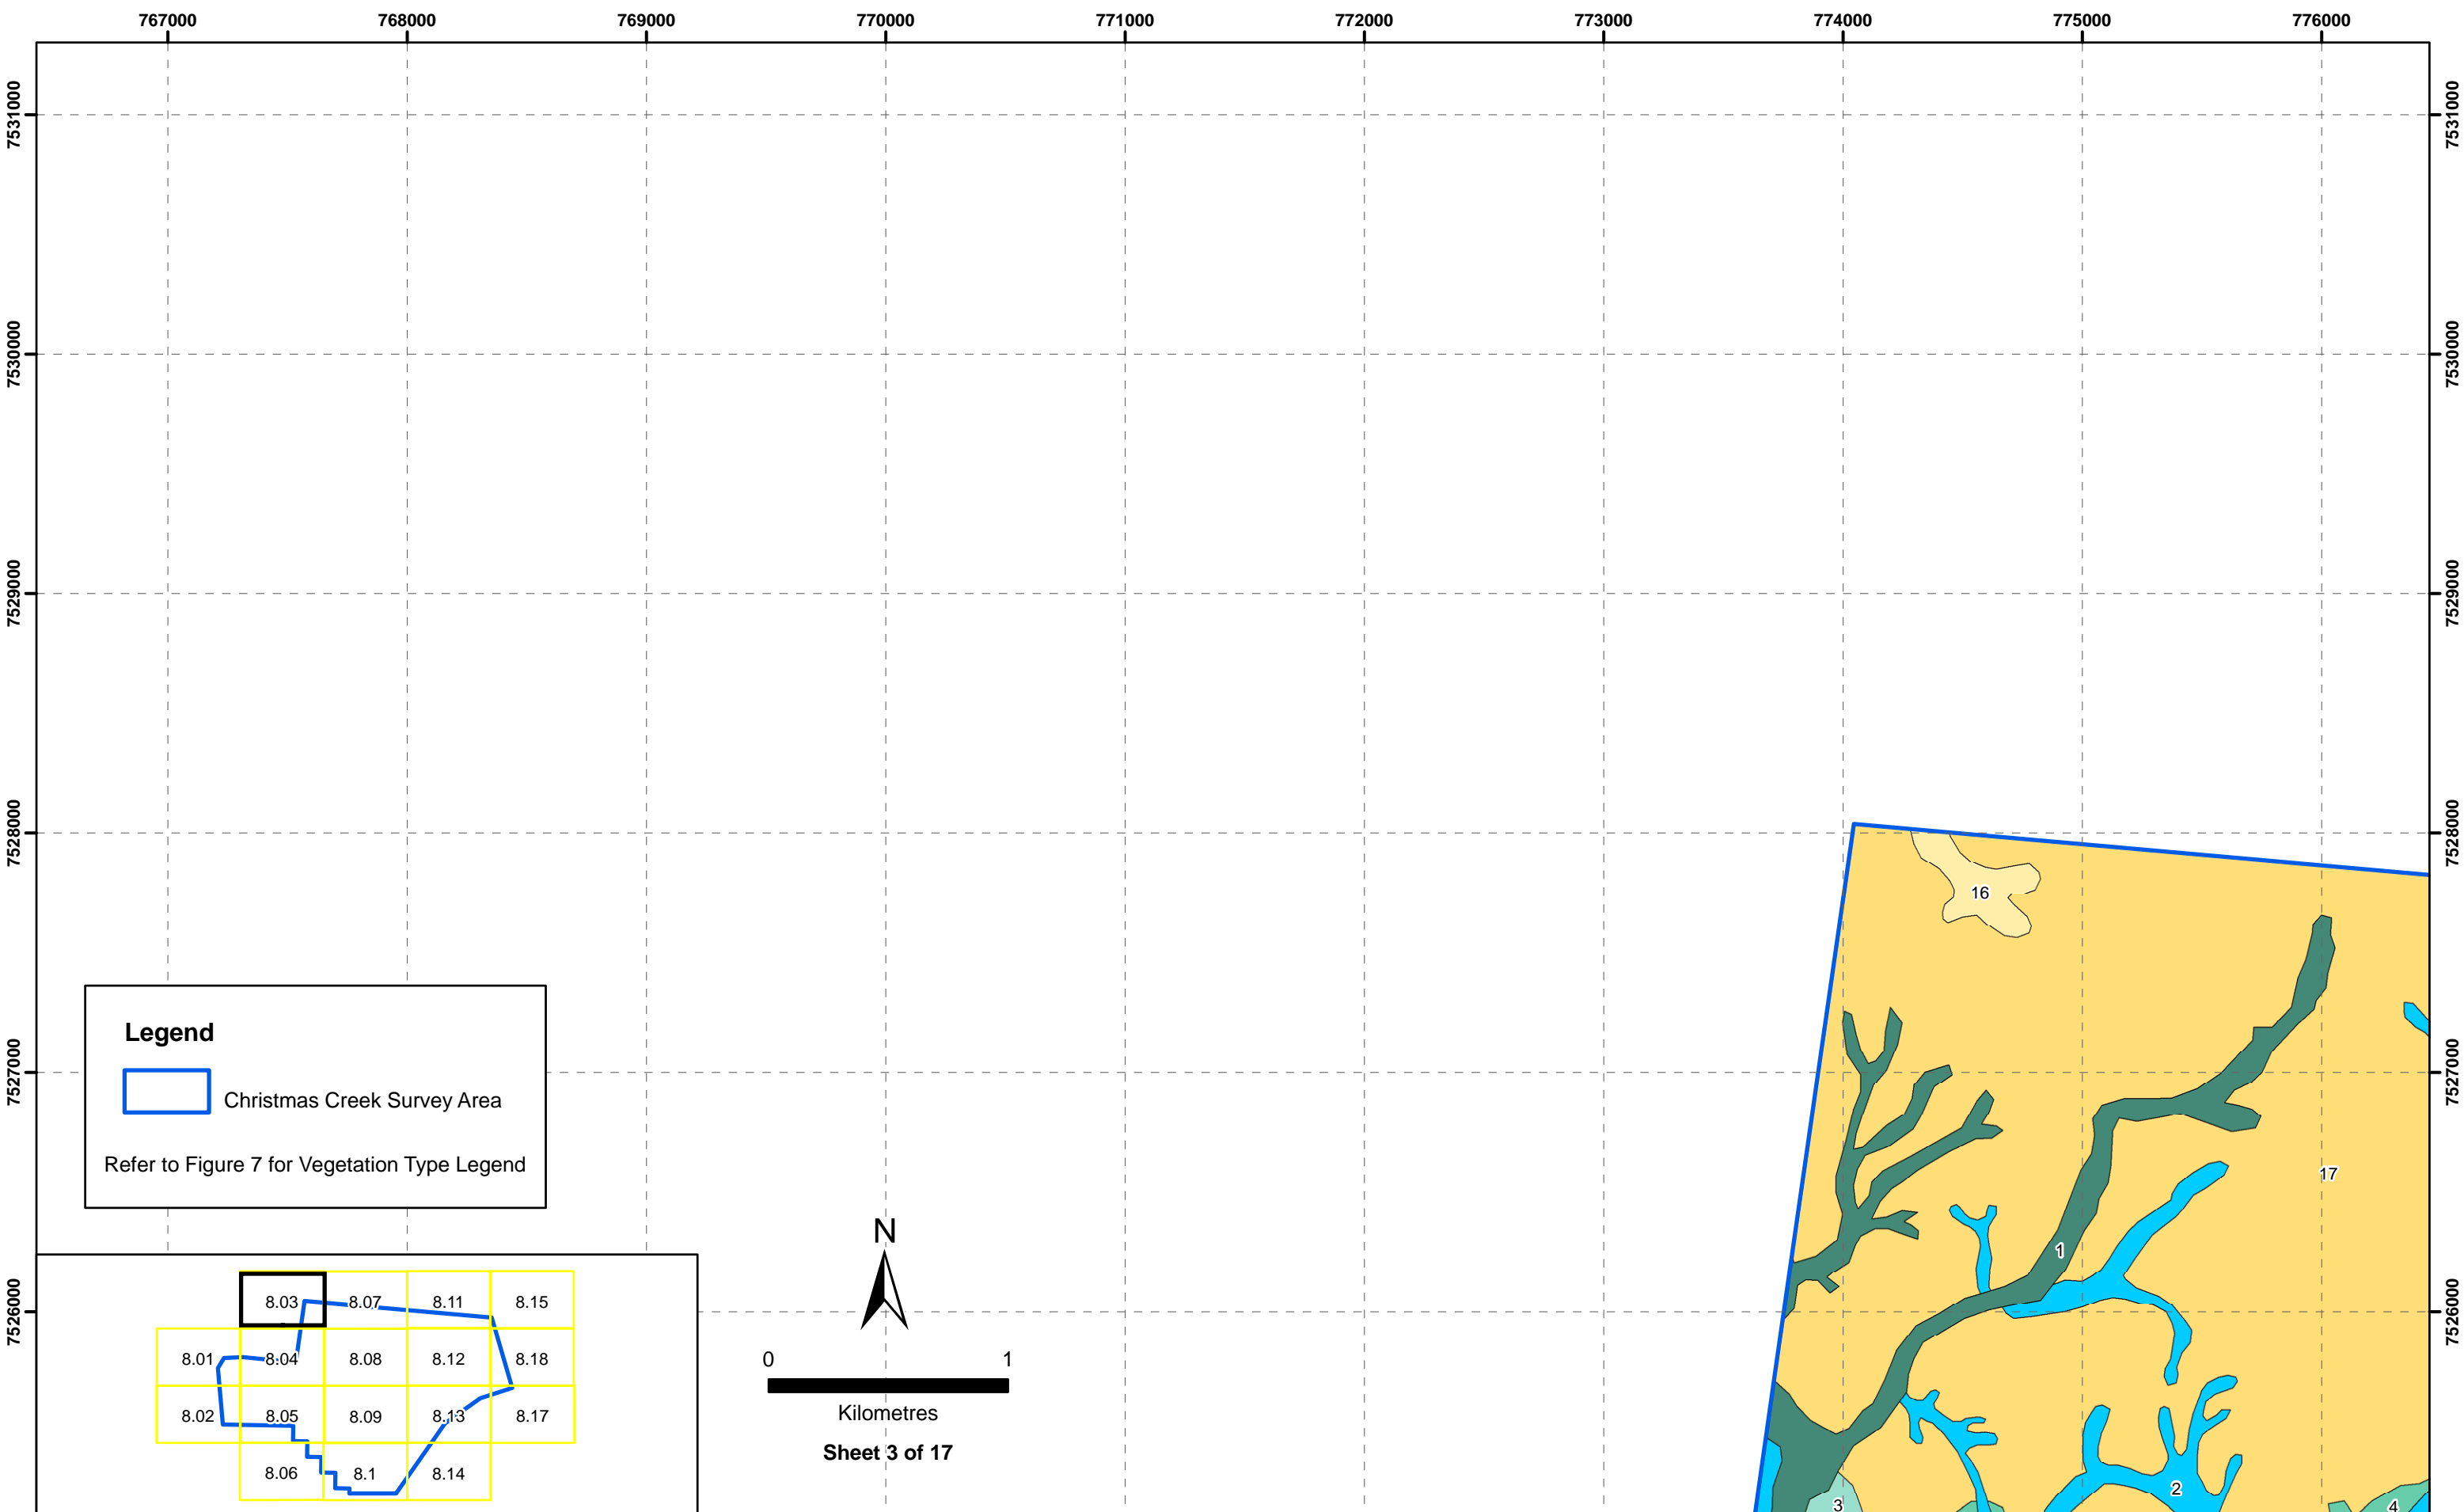 767000 768000 769000 770000 771000 772000 773000 774000 775000 776000
7531000 7531000
7530000 7530000
7529000 7529000
7528000 7528000
16
Legend
7527000 7527000
Christmas Creek Survey Area
Refer to Figure 7 for Vegetation Type Legend
17
1
N
7526000 7526000
8.03 8.07 8.11 8.15
8.01 8.04 8.08 8.12 8.18
8.02 8.05 8.09 8.13 8.17
8.06 8.1 8.14
0 1
Kilometres
Sheet 3 of 17
2
3
4